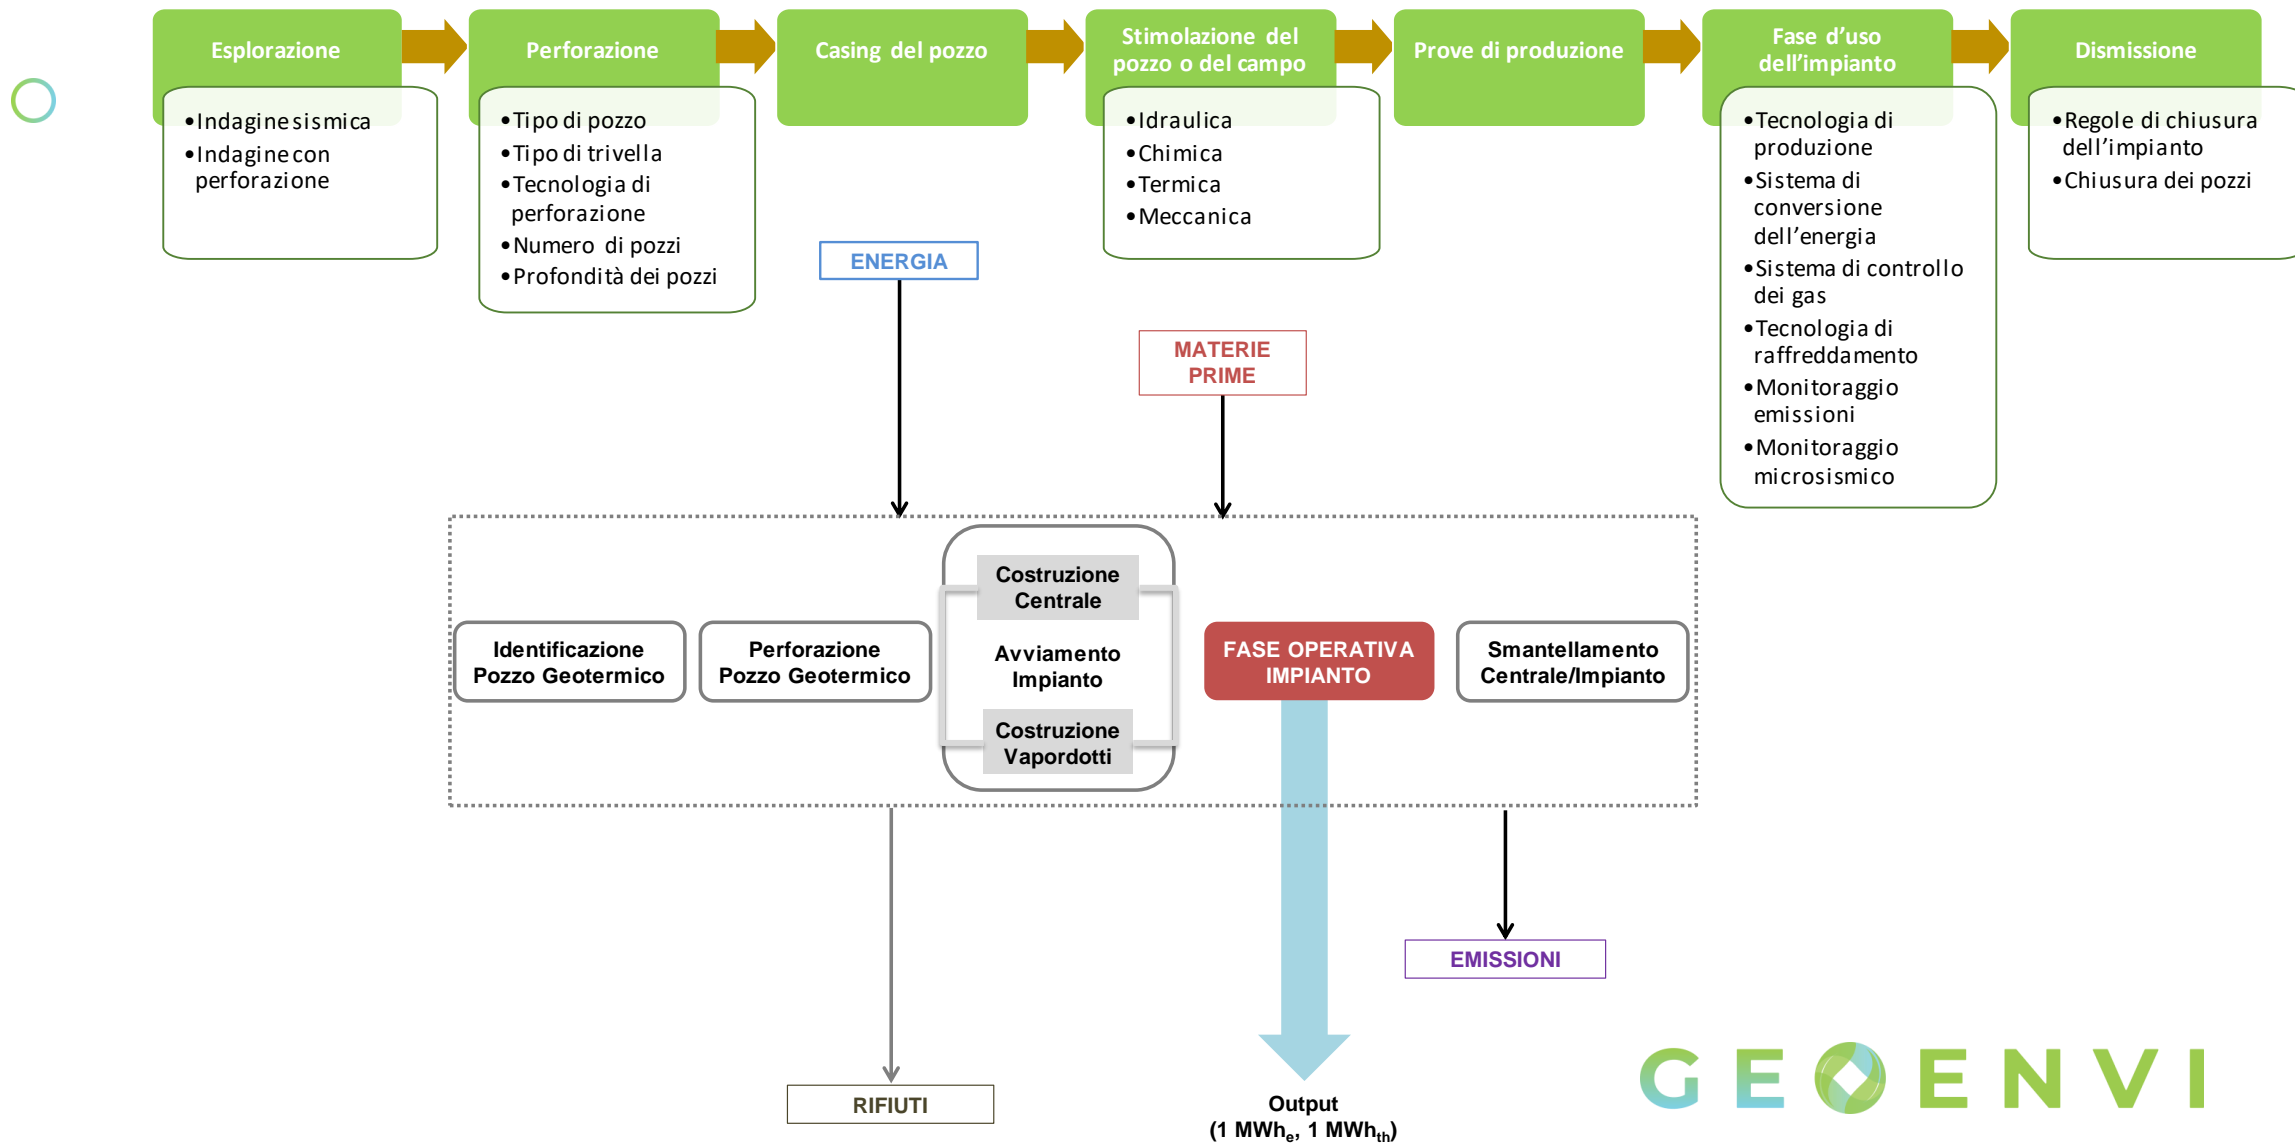 Esplorazione
•Indagine sismica
•Indagine con
perforazione
Perforazione
•Tipo di pozzo
•Tipo di trivella
•Tecnologia di
perforazione
•Numero di pozzi
•Profondità dei pozzi
Casing del pozzo
Stimolazione del
pozzo o del campo
•Idraulica
•Chimica
•Termica
•Meccanica
Prove di produzione
Fase d’uso
dell’impianto
•Tecnologia di
produzione
•Sistema di
conversione
dell’energia
•Sistema di controllo
dei gas
•Tecnologia di
raffreddamento
•Monitoraggio
emissioni
•Monitoraggio
microsismico
Dismissione
•Regole di chiusura
dell’impianto
•Chiusura dei pozzi
ENERGIA
MATERIE
PRIME
Identificazione
Pozzo Geotermico
Perforazione
Pozzo Geotermico
Costruzione
Centrale
Avviamento
Impianto
Costruzione
Vapordotti
FASE OPERATIVA
IMPIANTO
Smantellamento
Centrale/Impianto
EMISSIONI
RIFIUTI
Output
(1 MWhe, 1 MWhth)
GEOENVI